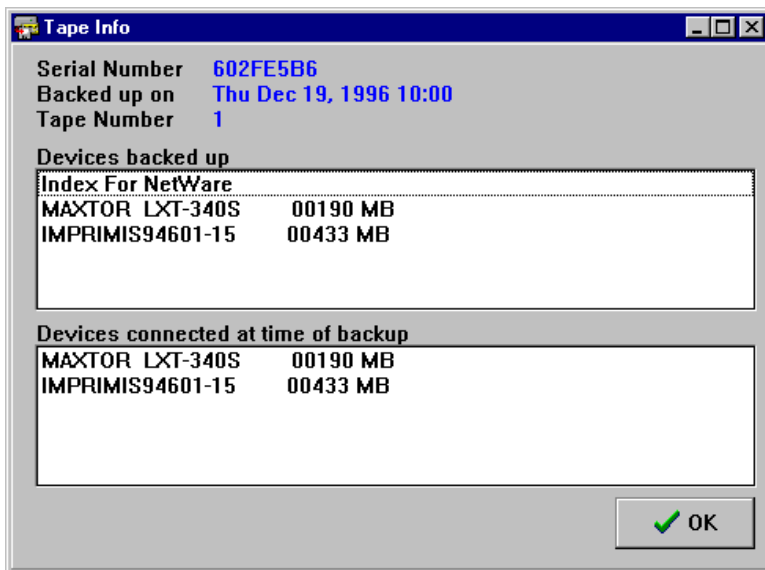 Tape Info
Serial Number 602FE5B6
Backed up on Thu Dec 19, 1996 10:00
Tape Number 1
Devices backed up
Index For NetWare
MAXTOR LXT-340S 00190 MB
IMPRIMIS94601-15 00433 MB
Devices connected at time of backup
MAXTOR LXT-340S 00190 MB
IMPRIMIS94601-15 00433 MB
OK